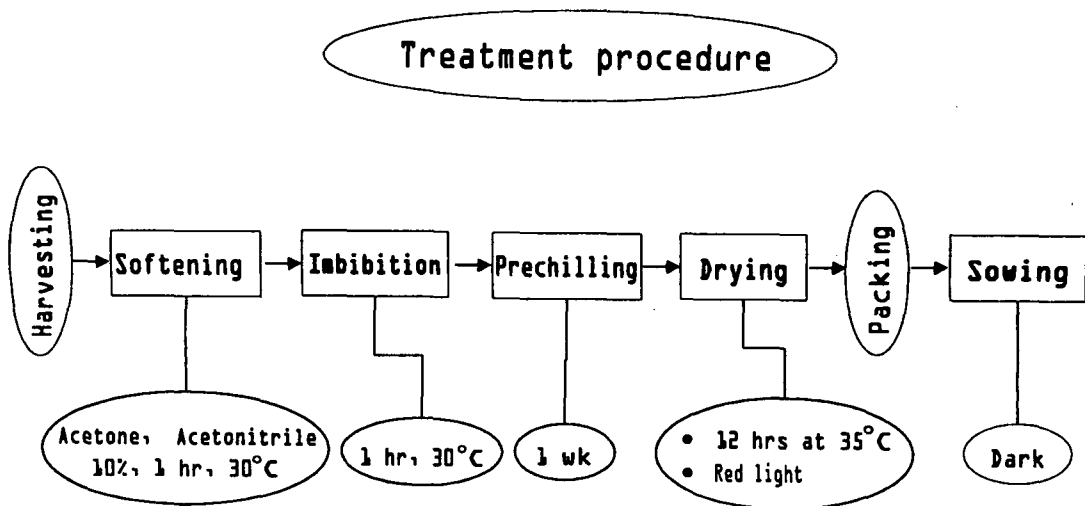 Treatment procedure
Harvesting
Softening
Imbibition
Prechilling
Drying
Packing
Sowing
Acetone, Acetonitrile
10%, 1 hr, 30°C
1 hr, 30°C
1 wk
• 12 hrs at 35°C
• Red light
Dark